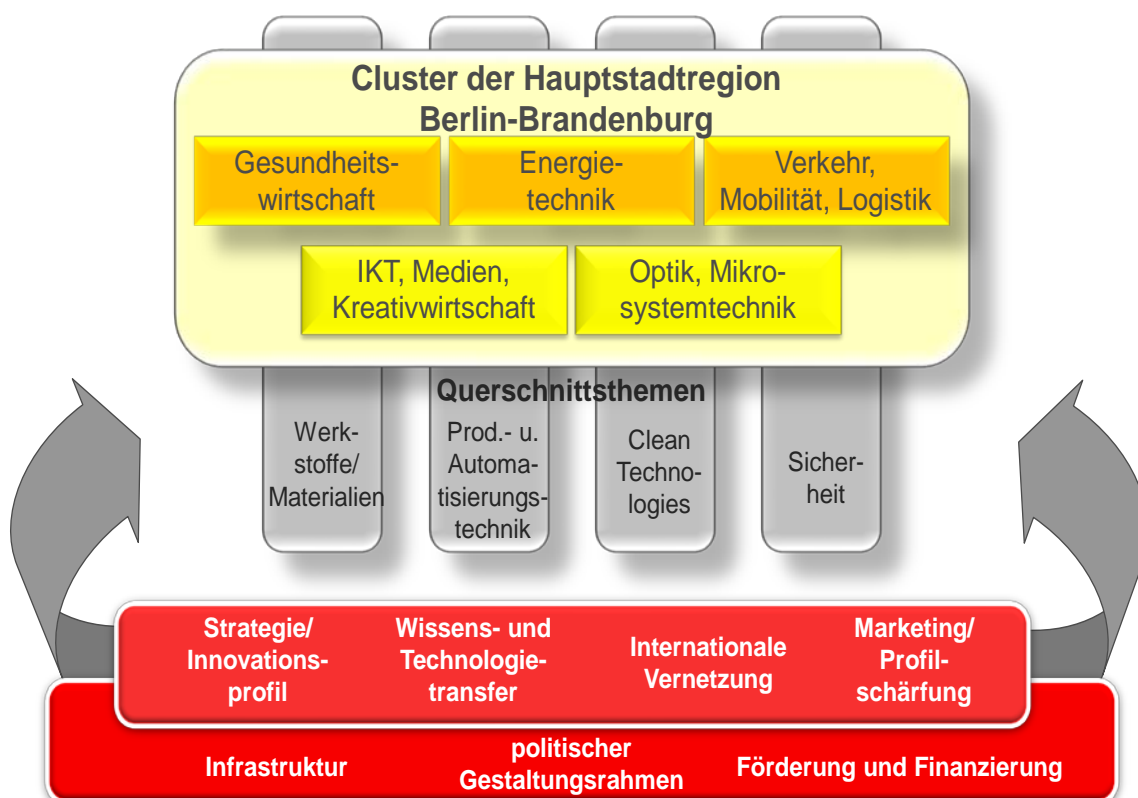 Cluster der Hauptstadtregion
Berlin-Brandenburg
Gesundheits-
wirtschaft
Energie-
technik
Verkehr,
Mobilität, Logistik
IKT, Medien,
Kreativwirtschaft
Optik, Mikro-
systemtechnik
Querschnittsthemen
Werk-
stoffe/
Materialien
Prod.- u.
Automa-
tisierungs-
technik
Clean
Techno-
logies
Sicher-
heit
Strategie/
Innovations-
profil
Wissens- und
Technologie-
transfer
Internationale
Vernetzung
Marketing/
Profil-
schärfung
Infrastruktur
politischer
Gestaltungsrahmen
Förderung und Finanzierung